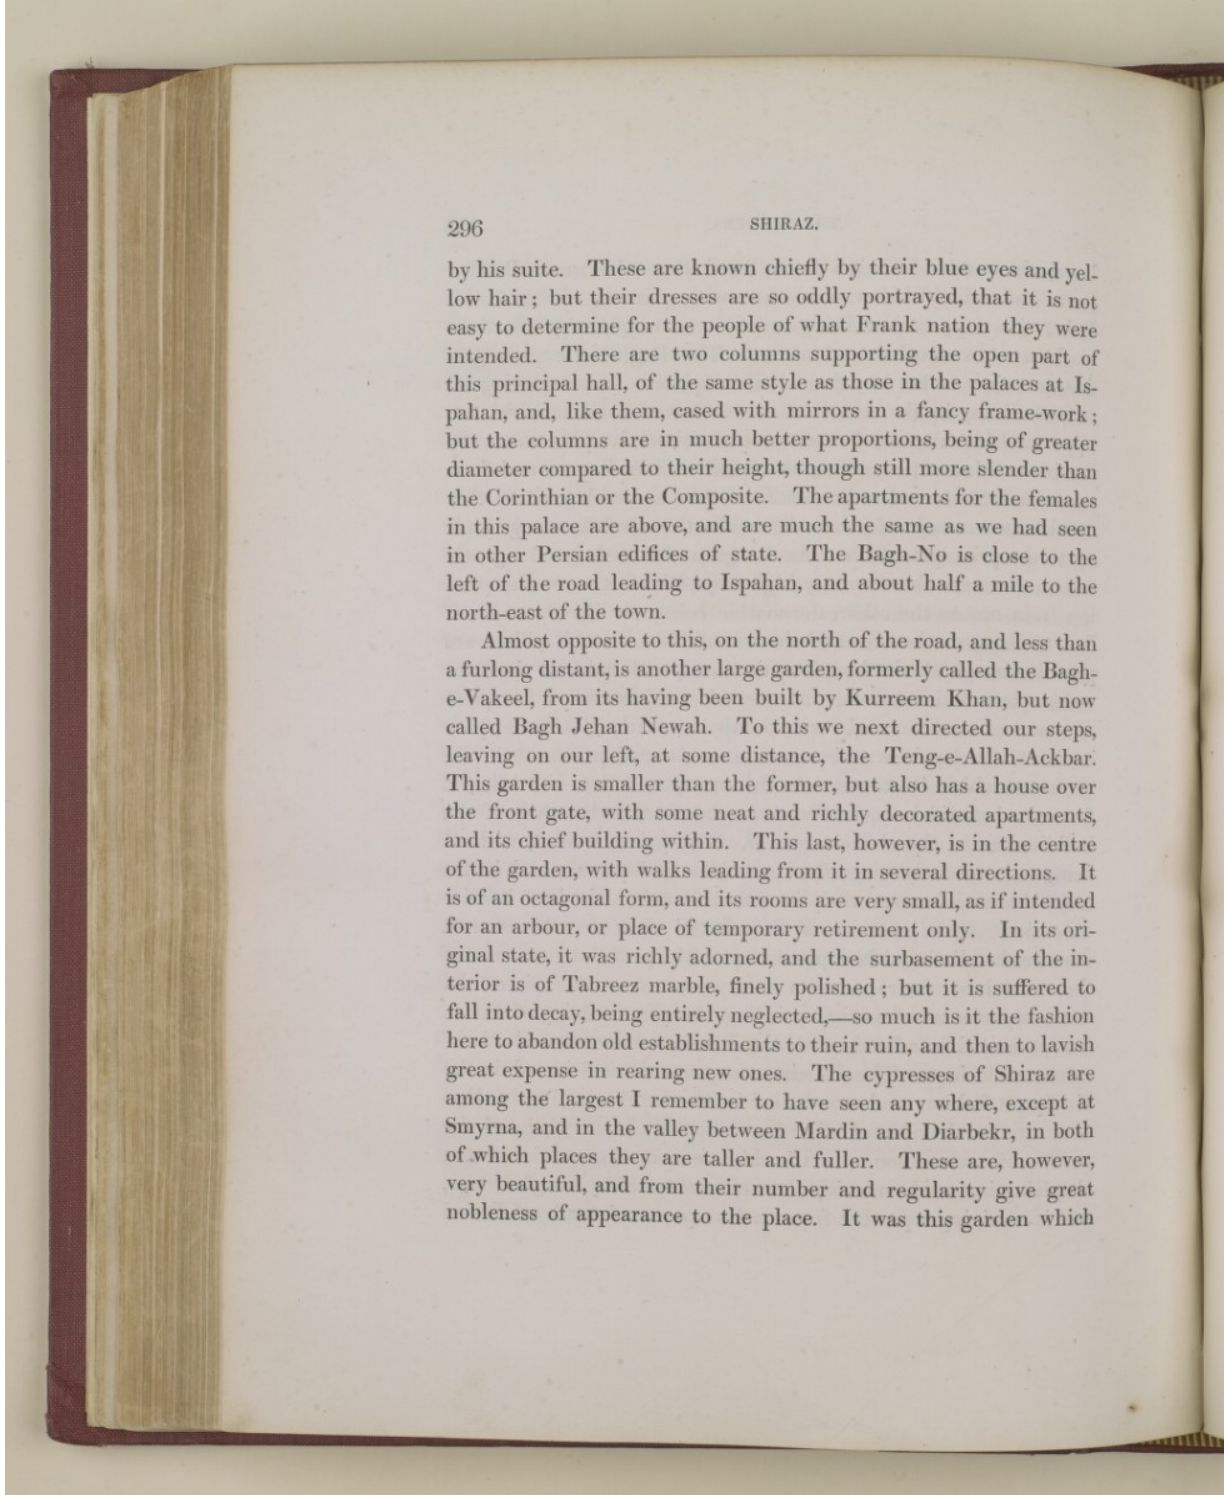 296
SHIRAZ.
by his suite. These are known chiefly by their blue eyes and yel-
low hair; but their dresses are so oddly portrayed, that it is not
easy to determine for the people of what Frank nation they were
intended. There are two columns supporting the open part of
this principal hall, of the same style as those in the palaces at Is-
pahan, and, like them, cased with mirrors in a fancy frame-work;
but the columns are in much better proportions, being of greater
diameter compared to their height, though still more slender than
the Corinthian or the Composite. The apartments for the females
in this palace are above, and are much the same as we had seen
in other Persian edifices of state. The Bagh-No is close to the
left of the road leading to Ispahan, and about half a mile to the
north-east of the town.
Almost opposite to this, on the north of the road, and less than
a furlong distant, is another large garden, formerly called the Bagh-
e-Vakeel, from its having been built by Kurreem Khan, but now
called Bagh Jehan Newah. To this we next directed our steps,
leaving on our left, at some distance, the Teng-e-Allah-Ackbar.
This garden is smaller than the former, but also has a house over
the front gate, with some neat and richly decorated apartments,
and its chief building within. This last, however, is in the centre
of the garden, with walks leading from it in several directions. It
is of an octagonal form, and its rooms are very small, as if intended
for an arbour, or place of temporary retirement only. In its ori-
ginal state, it was richly adorned, and the surbasement of the in-
terior is of Tabreez marble, finely polished; but it is suffered to
fall into decay, being entirely neglected,—so much is it the fashion
here to abandon old establishments to their ruin, and then to lavish
great expense in rearing new ones. The cypresses of Shiraz are
among the largest I remember to have seen any where, except at
Smyrna, and in the valley between Mardin and Diarbekr, in both
of which places they are taller and fuller. These are, however,
very beautiful, and from their number and regularity give great
nobleness of appearance to the place. It was this garden which